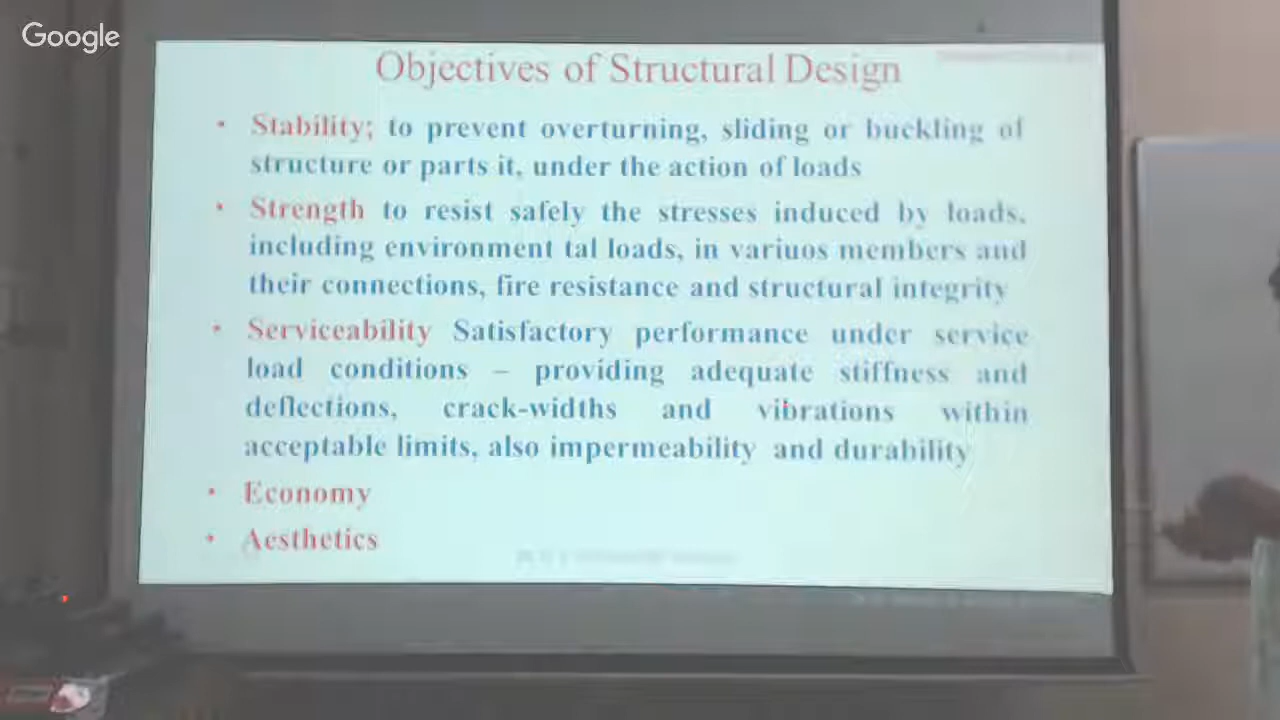 Google
Objectives of Structural Design
• Stability; to prevent overturning, sliding or buckling of
structure or parts it, under the action of loads
• Strength to resist safely the stresses induced by loads,
including environment tal loads, in variuos members and
their connections, fire resistance and structural integrity
• Serviceability Satisfactory performance under service
load conditions – providing adequate stiffness and
deflections, crack-widths and vibrations within
acceptable limits, also impermeability and durability
• Economy
• Aesthetics